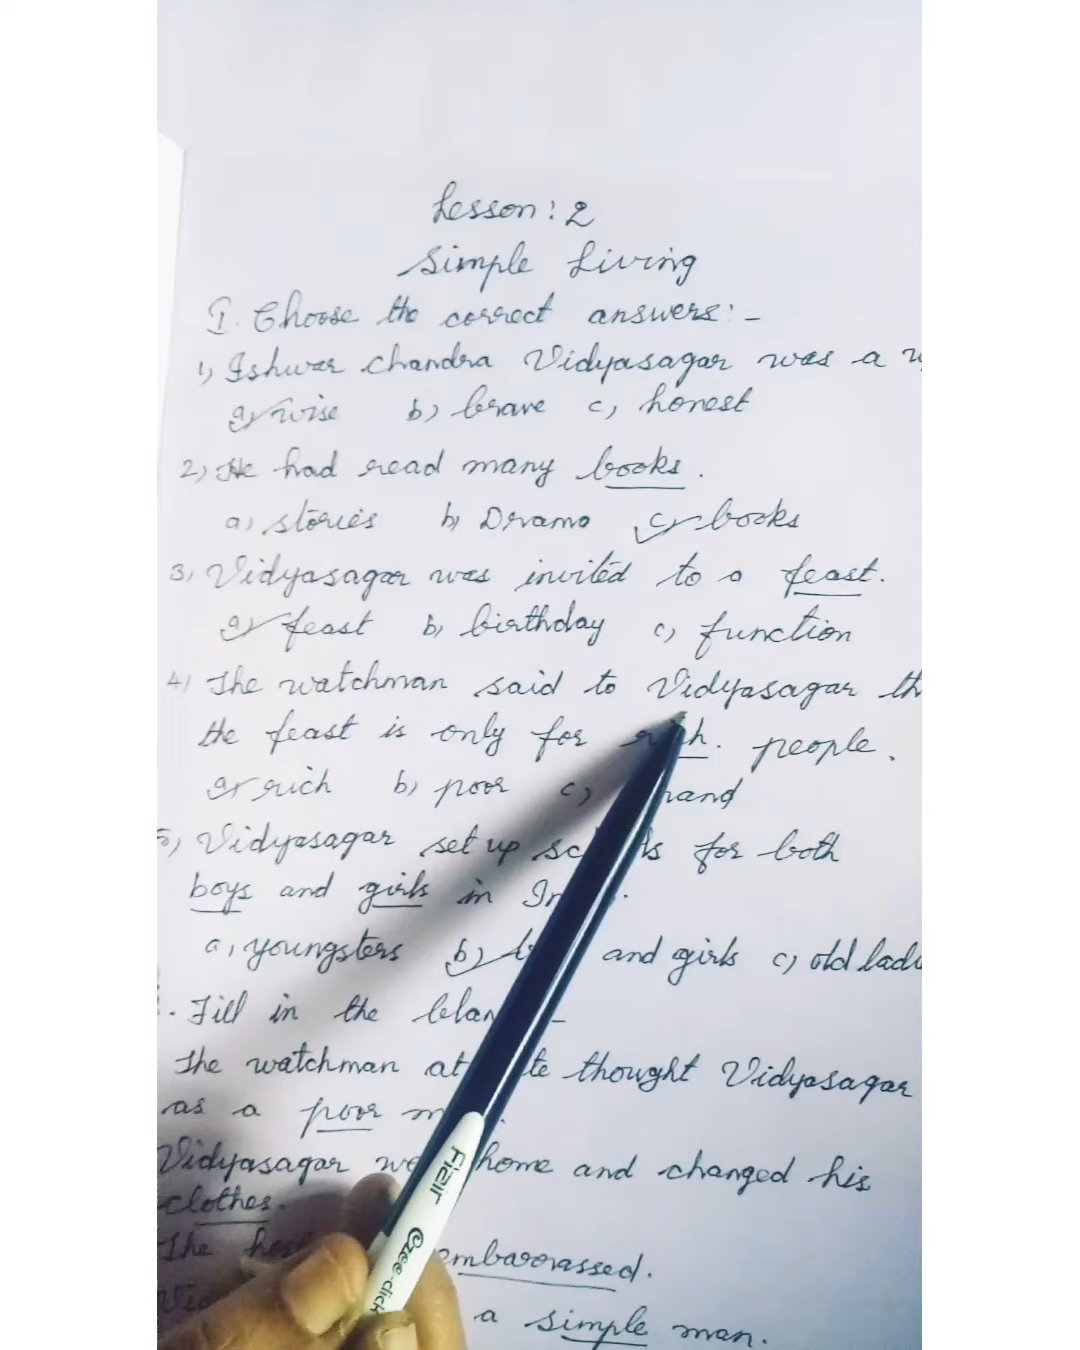 Lesson: 2
Simple Living
I. Choose the correct answers:-
1) Ishwar chandra Vidyasagar was a
a) wise b) brave c) honest
2) He had read many books.
a) stories b) Drama c) books
3) Vidyasagar was invited to a feast.
a) feast b) birthday c) function
4) The watchman said to Vidyasagar
the feast is only for people.
a) rich b) poor c)
5) Vidyasagar set up for both
boys and girls in
a) youngsters b) and girls c) old
Fill in the
The watchman thought Vidyasagar
as a poor
Vidyasagar home and changed his
clothes.
The embarrassed.
a simple man.
Fizir Ezee-click